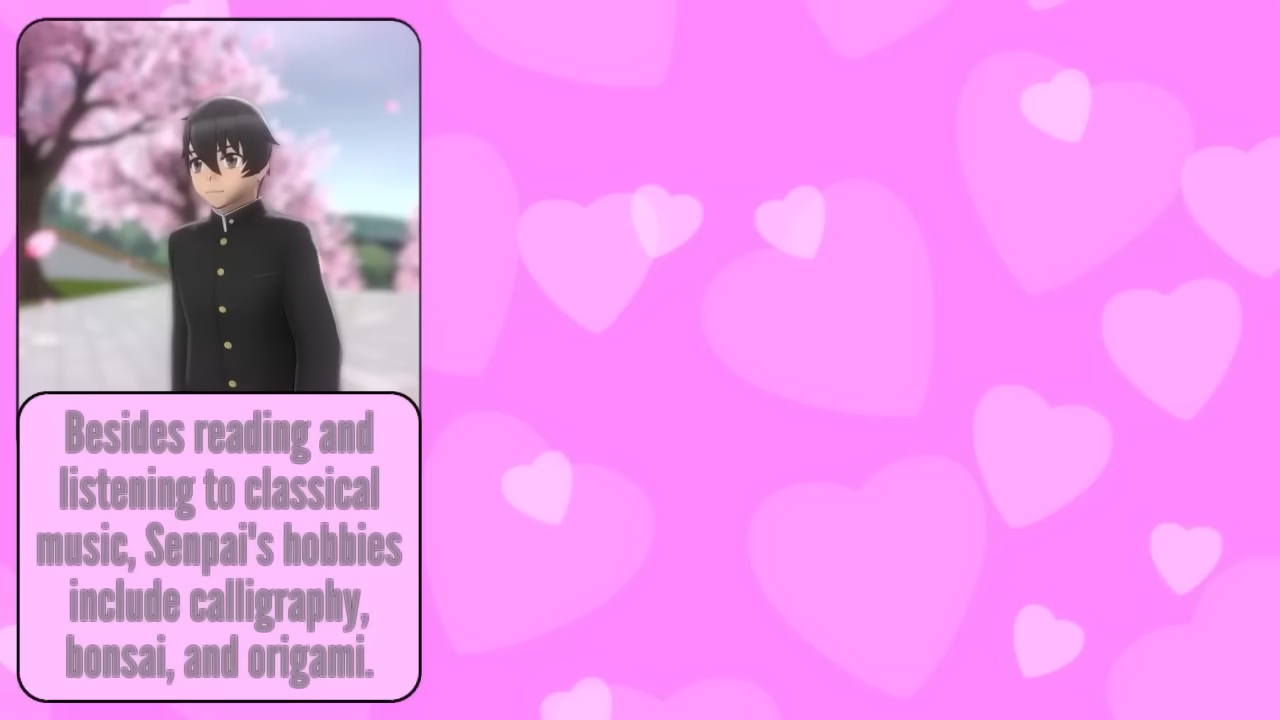 Besides reading and
listening to classical
music, Senpai's hobbies
include calligraphy,
bonsai, and origami.